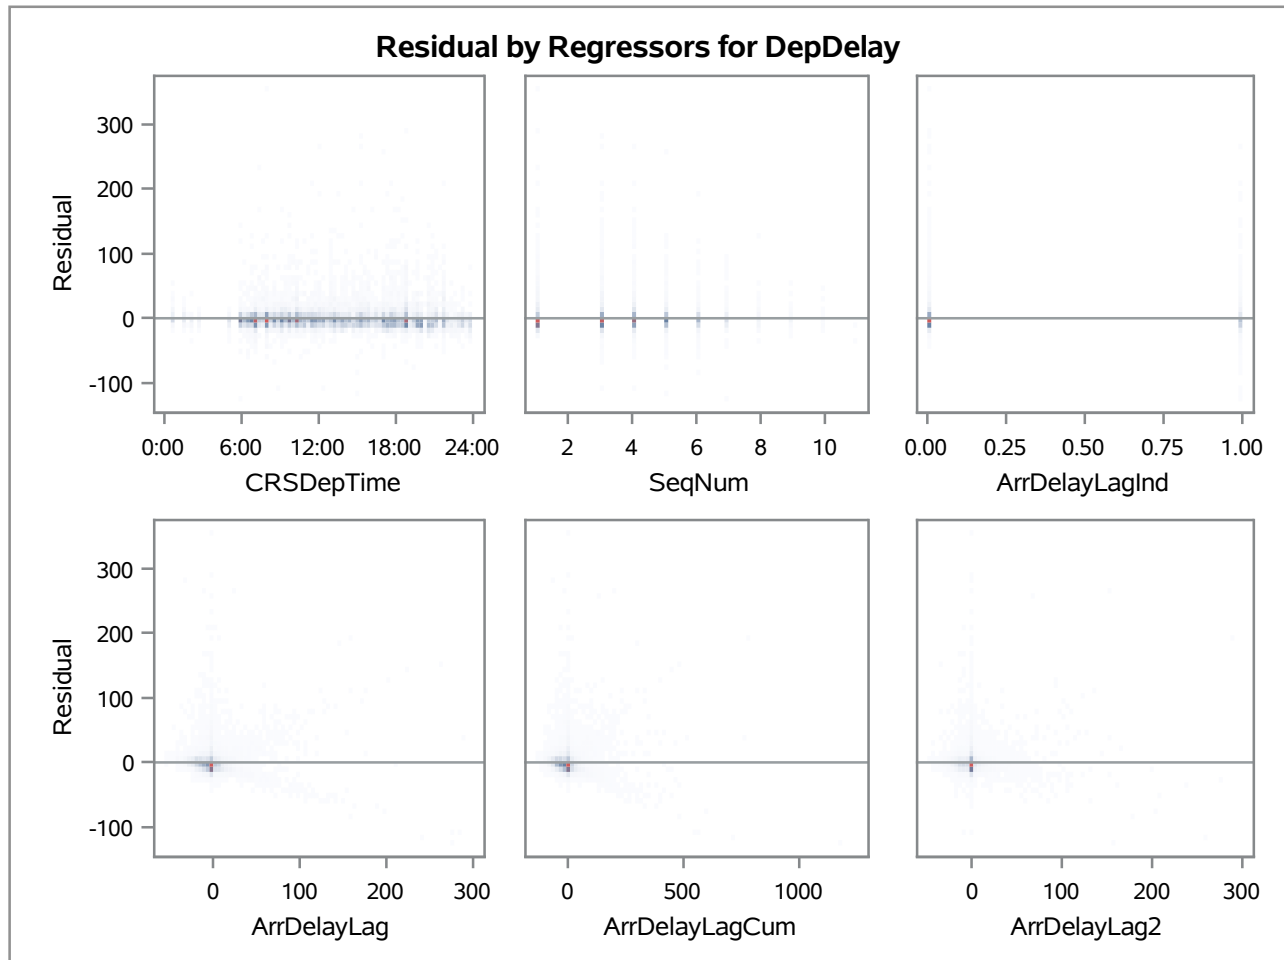 Residual by Regressors for DepDelay
Residual
300
200
100
0
-100
0:00 6:00 12:00 18:00 24:00
CRSDepTime
2 4 6 8 10
SeqNum
0.00 0.25 0.50 0.75 1.00
ArrDelayLagInd
Residual
300
200
100
0
-100
0 100 200 300
ArrDelayLag
0 500 1000
ArrDelayLagCum
0 100 200 300
ArrDelayLag2